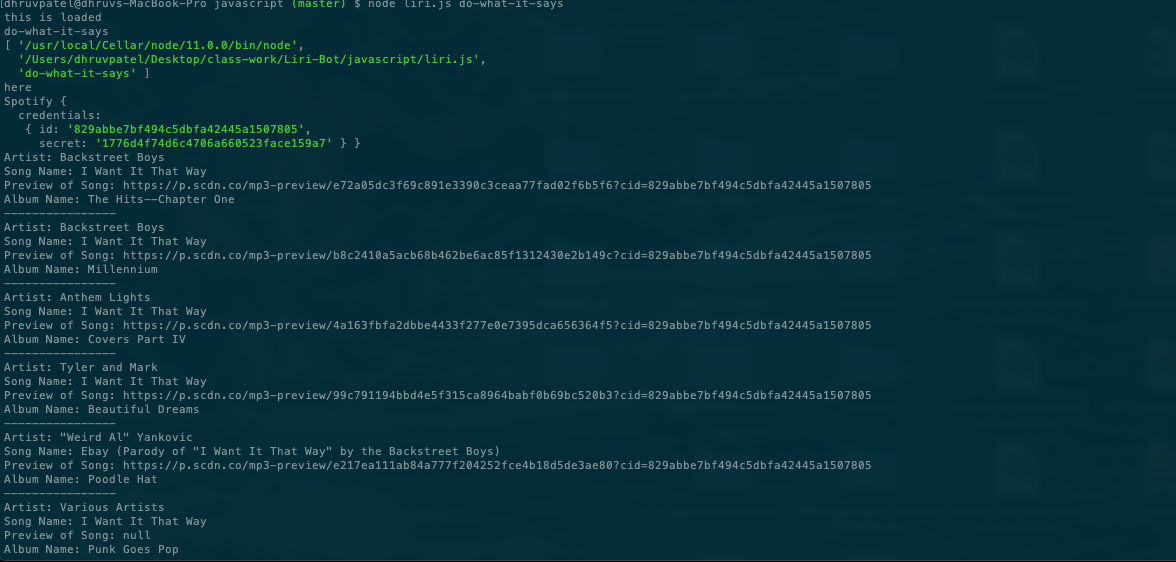 [dhruvpatel@dhruvs-MacBook-Pro javascript (master) $ node liri.js do-what-it-says
this is loaded
do-what-it-says
[ '/usr/local/Cellar/node/11.0.0/bin/node',
  '/Users/dhruvpatel/Desktop/class-work/Liri-Bot/javascript/liri.js',
  'do-what-it-says' ]
here
Spotify {
  credentials:
   { id: '829abbe7bf494c5dbfa42445a1507805',
     secret: '1776d4f74d6c4706a660523face159a7' } }
Artist: Backstreet Boys
Song Name: I Want It That Way
Preview of Song: https://p.scdn.co/mp3-preview/e72a05dc3f69c891e3390c3ceaa77fad02f6b5f6?cid=829abbe7bf494c5dbfa42445a1507805
Album Name: The Hits--Chapter One
----------------
Artist: Backstreet Boys
Song Name: I Want It That Way
Preview of Song: https://p.scdn.co/mp3-preview/b8c2410a5acb68b462be6ac85f1312430e2b149c?cid=829abbe7bf494c5dbfa42445a1507805
Album Name: Millennium
----------------
Artist: Anthem Lights
Song Name: I Want It That Way
Preview of Song: https://p.scdn.co/mp3-preview/4a163fbfa2dbbe4433f277e0e7395dca656364f5?cid=829abbe7bf494c5dbfa42445a1507805
Album Name: Covers Part IV
----------------
Artist: Tyler and Mark
Song Name: I Want It That Way
Preview of Song: https://p.scdn.co/mp3-preview/99c791194bbd4e5f315ca8964babf0b69bc520b3?cid=829abbe7bf494c5dbfa42445a1507805
Album Name: Beautiful Dreams
----------------
Artist: "Weird Al" Yankovic
Song Name: Ebay (Parody of "I Want It That Way" by the Backstreet Boys)
Preview of Song: https://p.scdn.co/mp3-preview/e217ea111ab84a777f204252fce4b18d5de3ae80?cid=829abbe7bf494c5dbfa42445a1507805
Album Name: Poodle Hat
----------------
Artist: Various Artists
Song Name: I Want It That Way
Preview of Song: null
Album Name: Punk Goes Pop